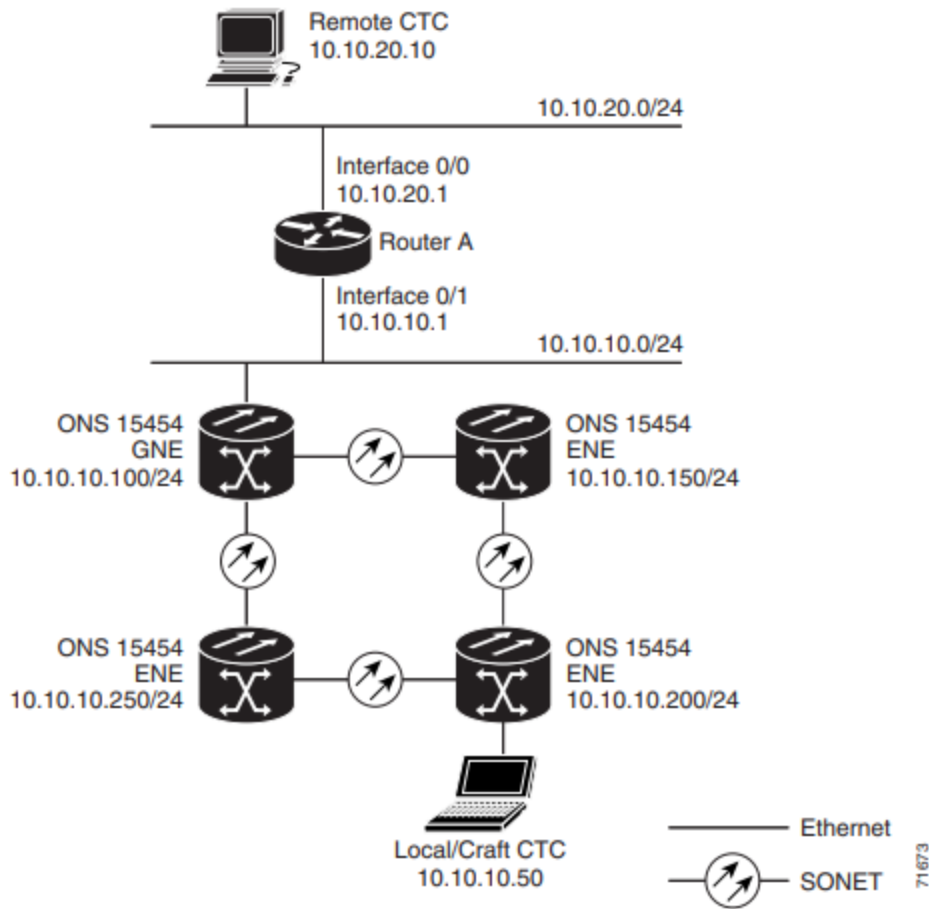 Remote CTC
10.10.20.10
10.10.20.0/24
Interface 0/0
10.10.20.1
Router A
Interface 0/1
10.10.10.1
10.10.10.0/24
ONS 15454
GNE
10.10.10.100/24
ONS 15454
ENE
10.10.10.150/24
ONS 15454
ENE
10.10.10.250/24
ONS 15454
ENE
10.10.10.200/24
Local/Craft CTC
10.10.10.50
Ethernet
SONET
71673